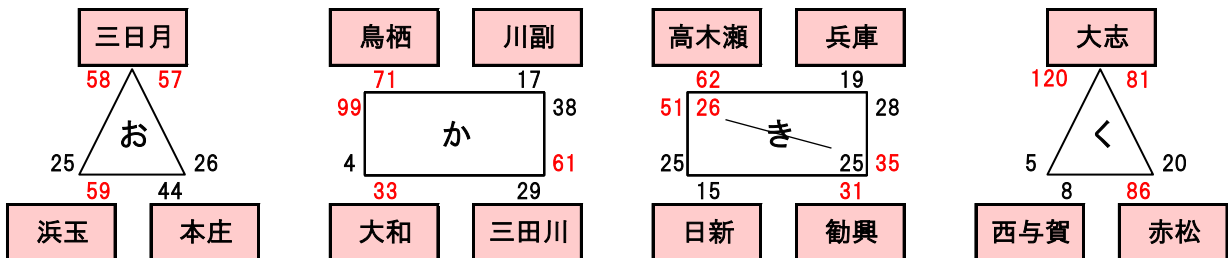 三日月 鳥栖 川副 高木瀬 兵庫 大志
58 57 71 17 62 19 120 81
99 38 51 26 28
お か き く
25 26 4 61 25 25 35 5 20
59 44 33 29 15 31 8 86
浜玉 本庄 大和 三田川 日新 勧興 西与賀 赤松